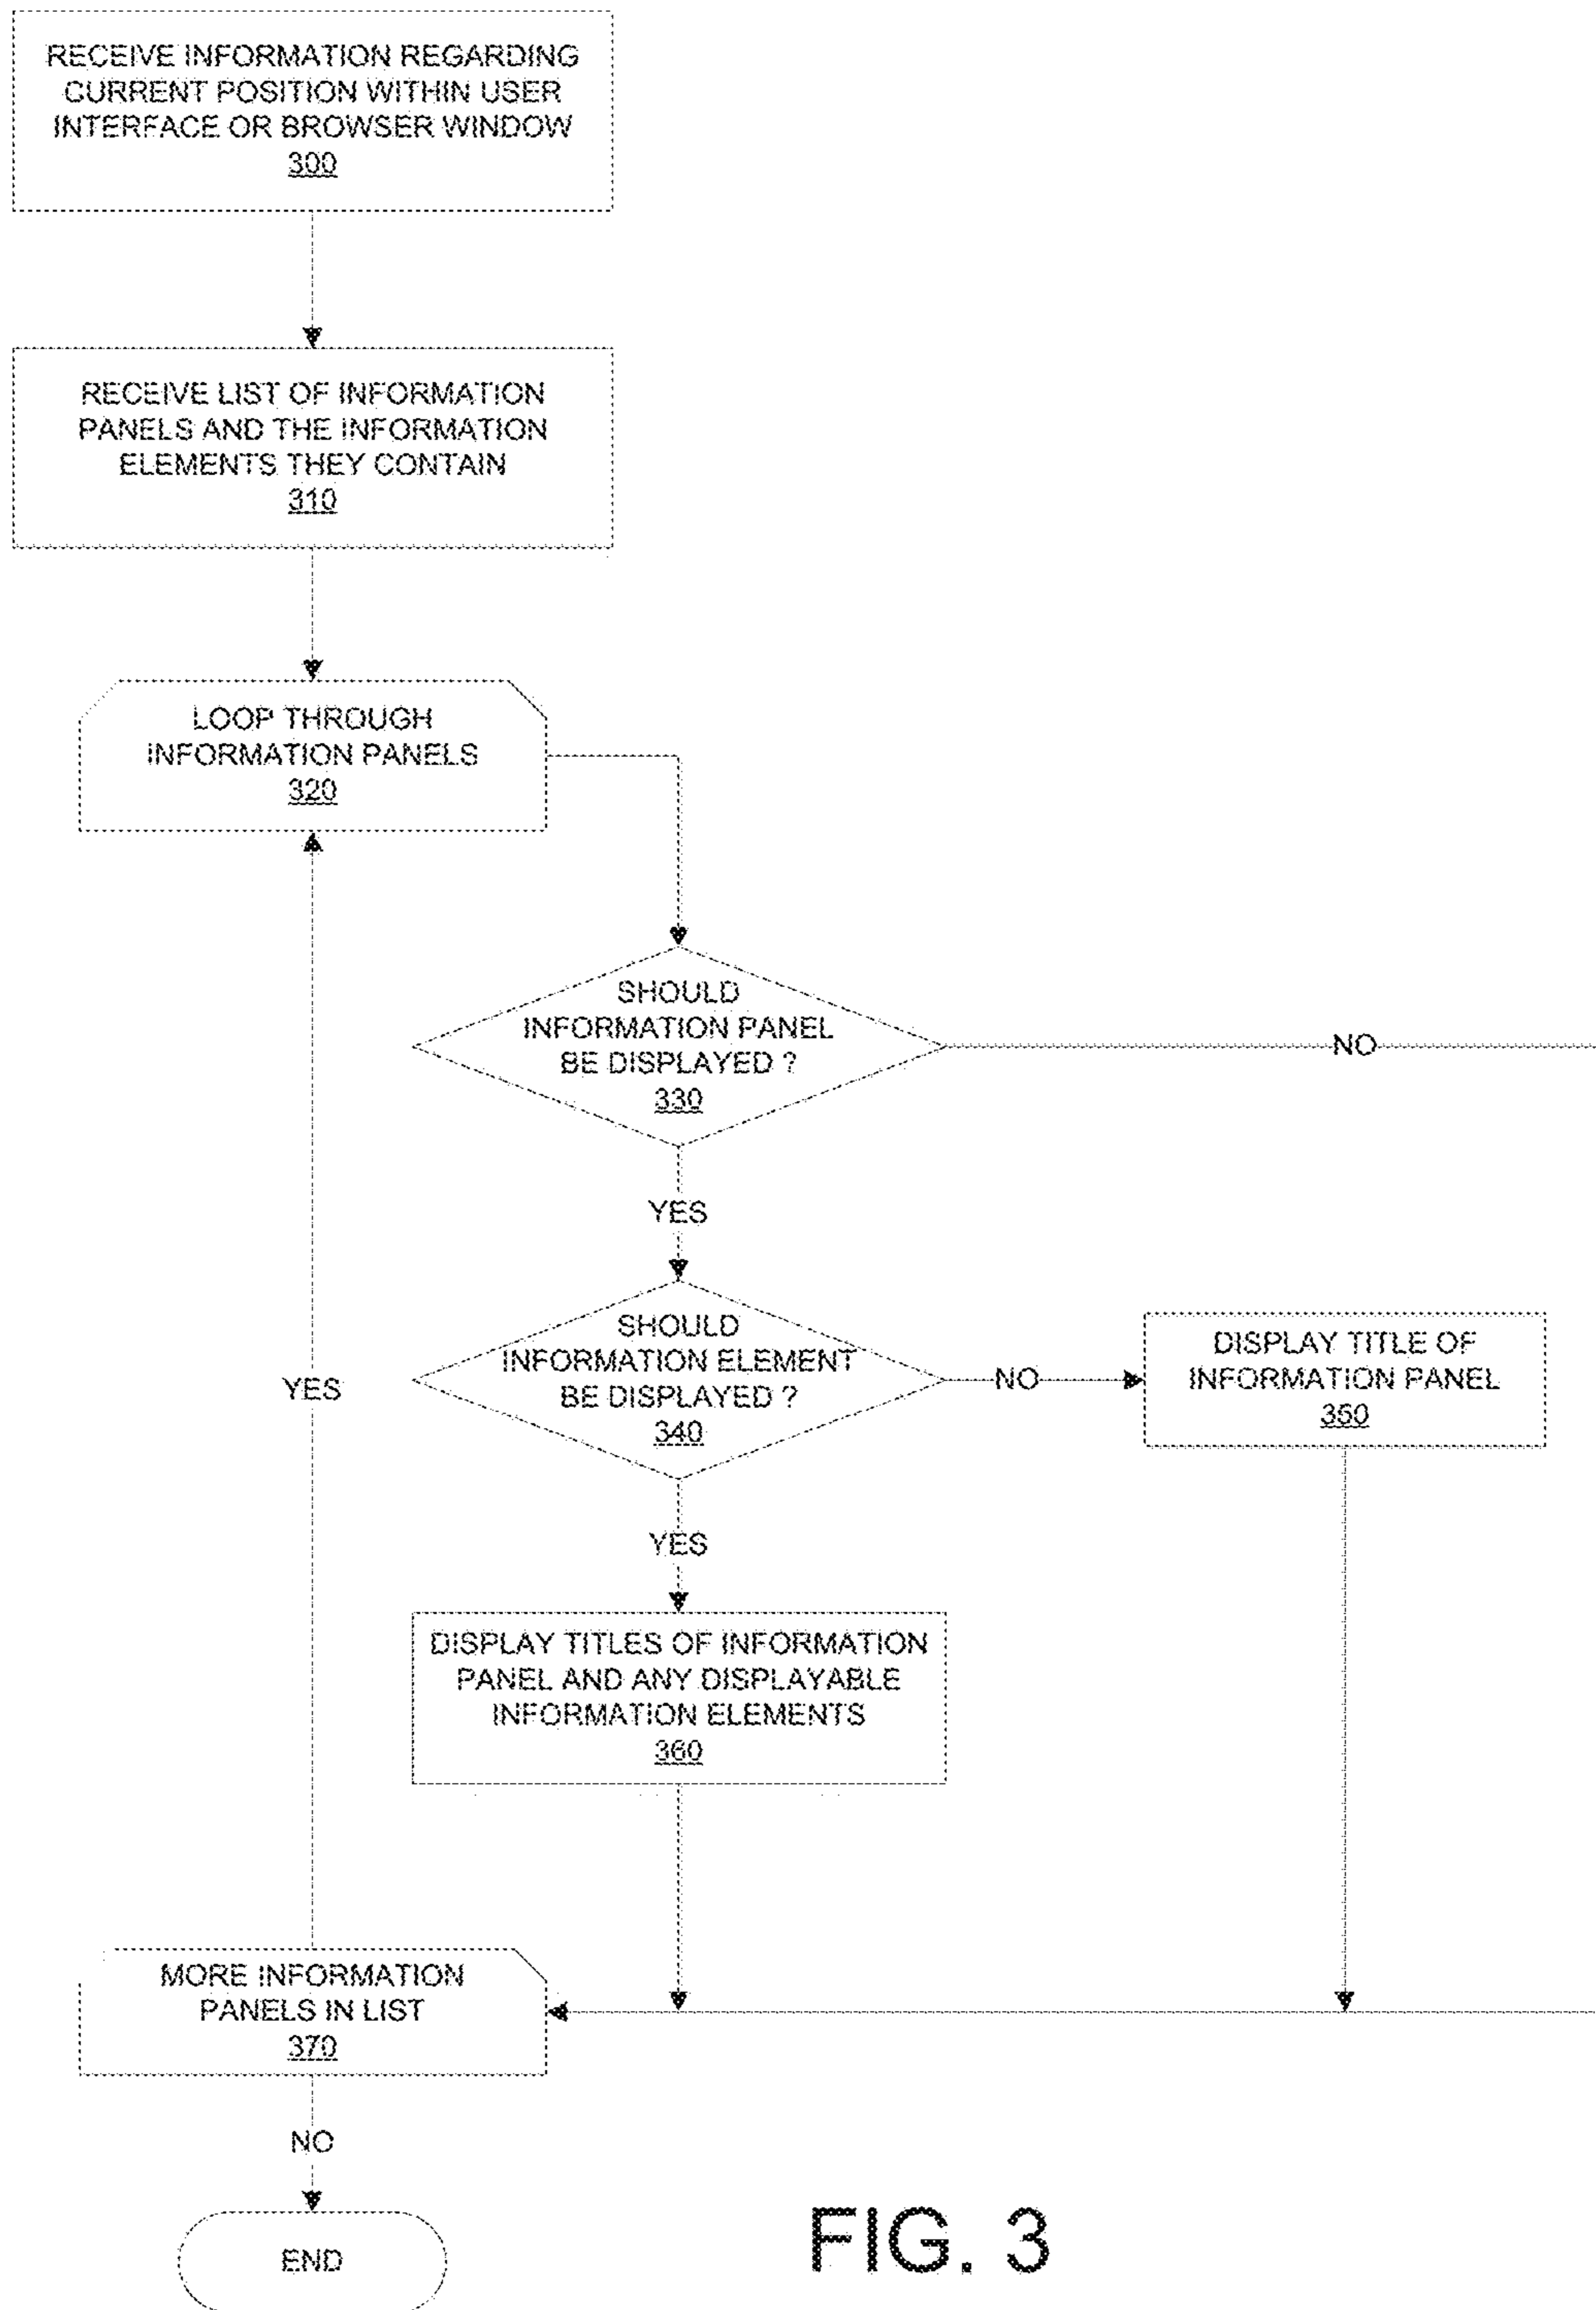 RECEIVE INFORMATION REGARDING
CURRENT POSITION WITHIN USER
INTERFACE OR BROWSER WINDOW
300
RECEIVE LIST OF INFORMATION
PANELS AND THE INFORMATION
ELEMENTS THEY CONTAIN
310
LOOP THROUGH
INFORMATION PANELS
320
SHOULD
INFORMATION PANEL
BE DISPLAYED ?
330
NO
YES
SHOULD
INFORMATION ELEMENT
BE DISPLAYED ?
340
NO
DISPLAY TITLE OF
INFORMATION PANEL
350
YES
YES
DISPLAY TITLES OF INFORMATION
PANEL AND ANY DISPLAYABLE
INFORMATION ELEMENTS
360
MORE INFORMATION
PANELS IN LIST
370
NO
END
FIG. 3